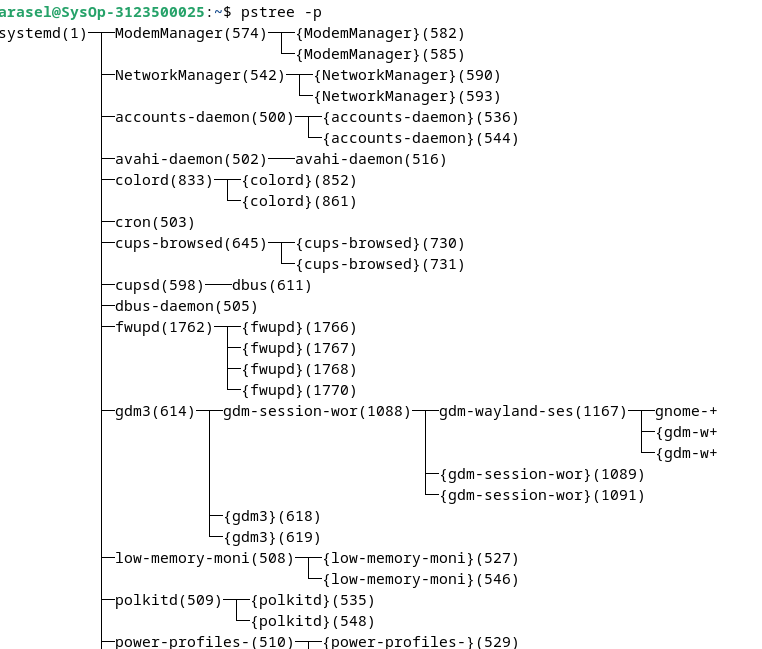 arasel@SysOp-3123500025:~$ pstree -p
systemd(1)─┬─ModemManager(574)─┬─{ModemManager}(582)
           │                   └─{ModemManager}(585)
           ├─NetworkManager(542)─┬─{NetworkManager}(590)
           │                     └─{NetworkManager}(593)
           ├─accounts-daemon(500)─┬─{accounts-daemon}(536)
           │                      └─{accounts-daemon}(544)
           ├─avahi-daemon(502)───avahi-daemon(516)
           ├─colord(833)─┬─{colord}(852)
           │             └─{colord}(861)
           ├─cron(503)
           ├─cups-browsed(645)─┬─{cups-browsed}(730)
           │                   └─{cups-browsed}(731)
           ├─cupsd(598)───dbus(611)
           ├─dbus-daemon(505)
           ├─fwupd(1762)─┬─{fwupd}(1766)
           │             ├─{fwupd}(1767)
           │             ├─{fwupd}(1768)
           │             └─{fwupd}(1770)
           ├─gdm3(614)─┬─gdm-session-wor(1088)─┬─gdm-wayland-ses(1167)─┬─gnome-+
           │           │                       │                       ├─{gdm-w+
           │           │                       │                       └─{gdm-w+
           │           │                       ├─{gdm-session-wor}(1089)
           │           │                       └─{gdm-session-wor}(1091)
           │           ├─{gdm3}(618)
           │           └─{gdm3}(619)
           ├─low-memory-moni(508)─┬─{low-memory-moni}(527)
           │                      └─{low-memory-moni}(546)
           ├─polkitd(509)─┬─{polkitd}(535)
           │              └─{polkitd}(548)
           ├─power-profiles-(510)─┬─{power-profiles-}(529)